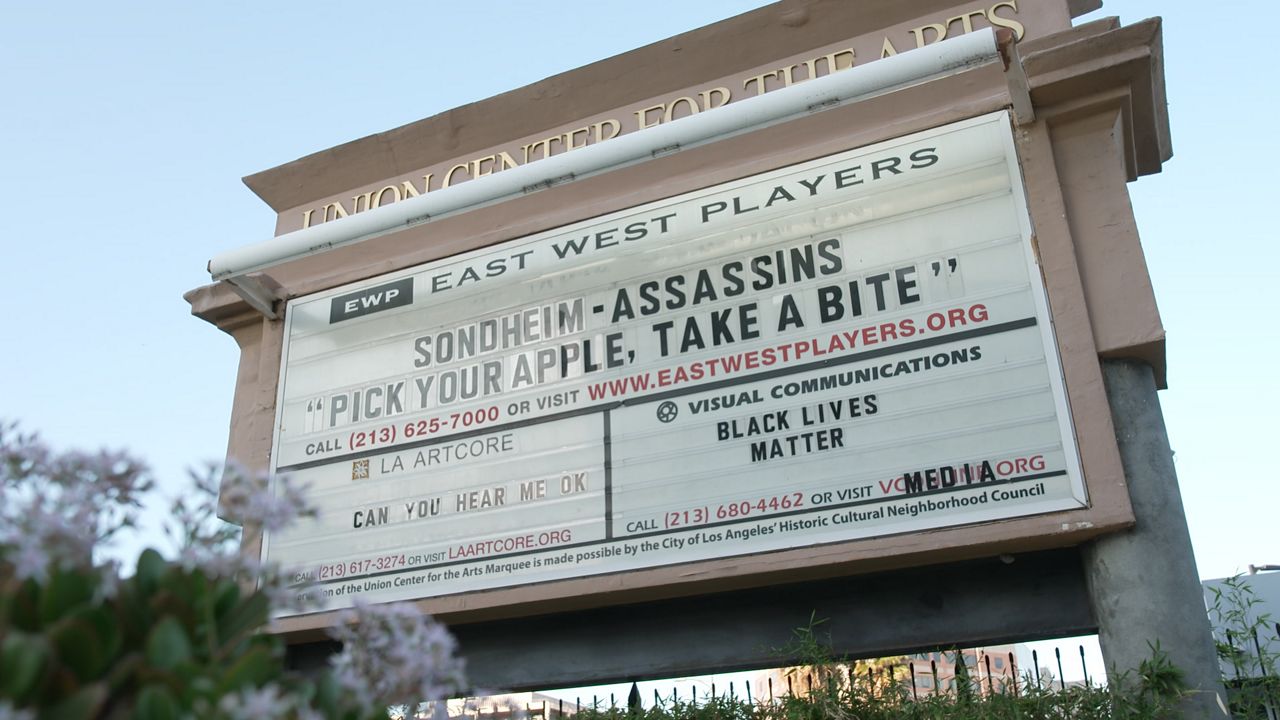 UNION CENTER FOR THE ARTS
EWP EAST WEST PLAYERS
SONDHEIM-ASSASSINS
"PICK YOUR APPLE, TAKE A BITE"
CALL (213) 625-7000 OR VISIT WWW.EASTWESTPLAYERS.ORG
LA ARTCORE
CAN YOU HEAR ME OK
CALL (213) 617-3274 OR VISIT LAARTCORE.ORG
VISUAL COMMUNICATIONS
BLACK LIVES
MATTER
CALL (213) 680-4462 OR VISIT MEDIA.ORG
of the Union Center for the Arts Marquee is made possible by the City of Los Angeles' Historic Cultural Neighborhood Council